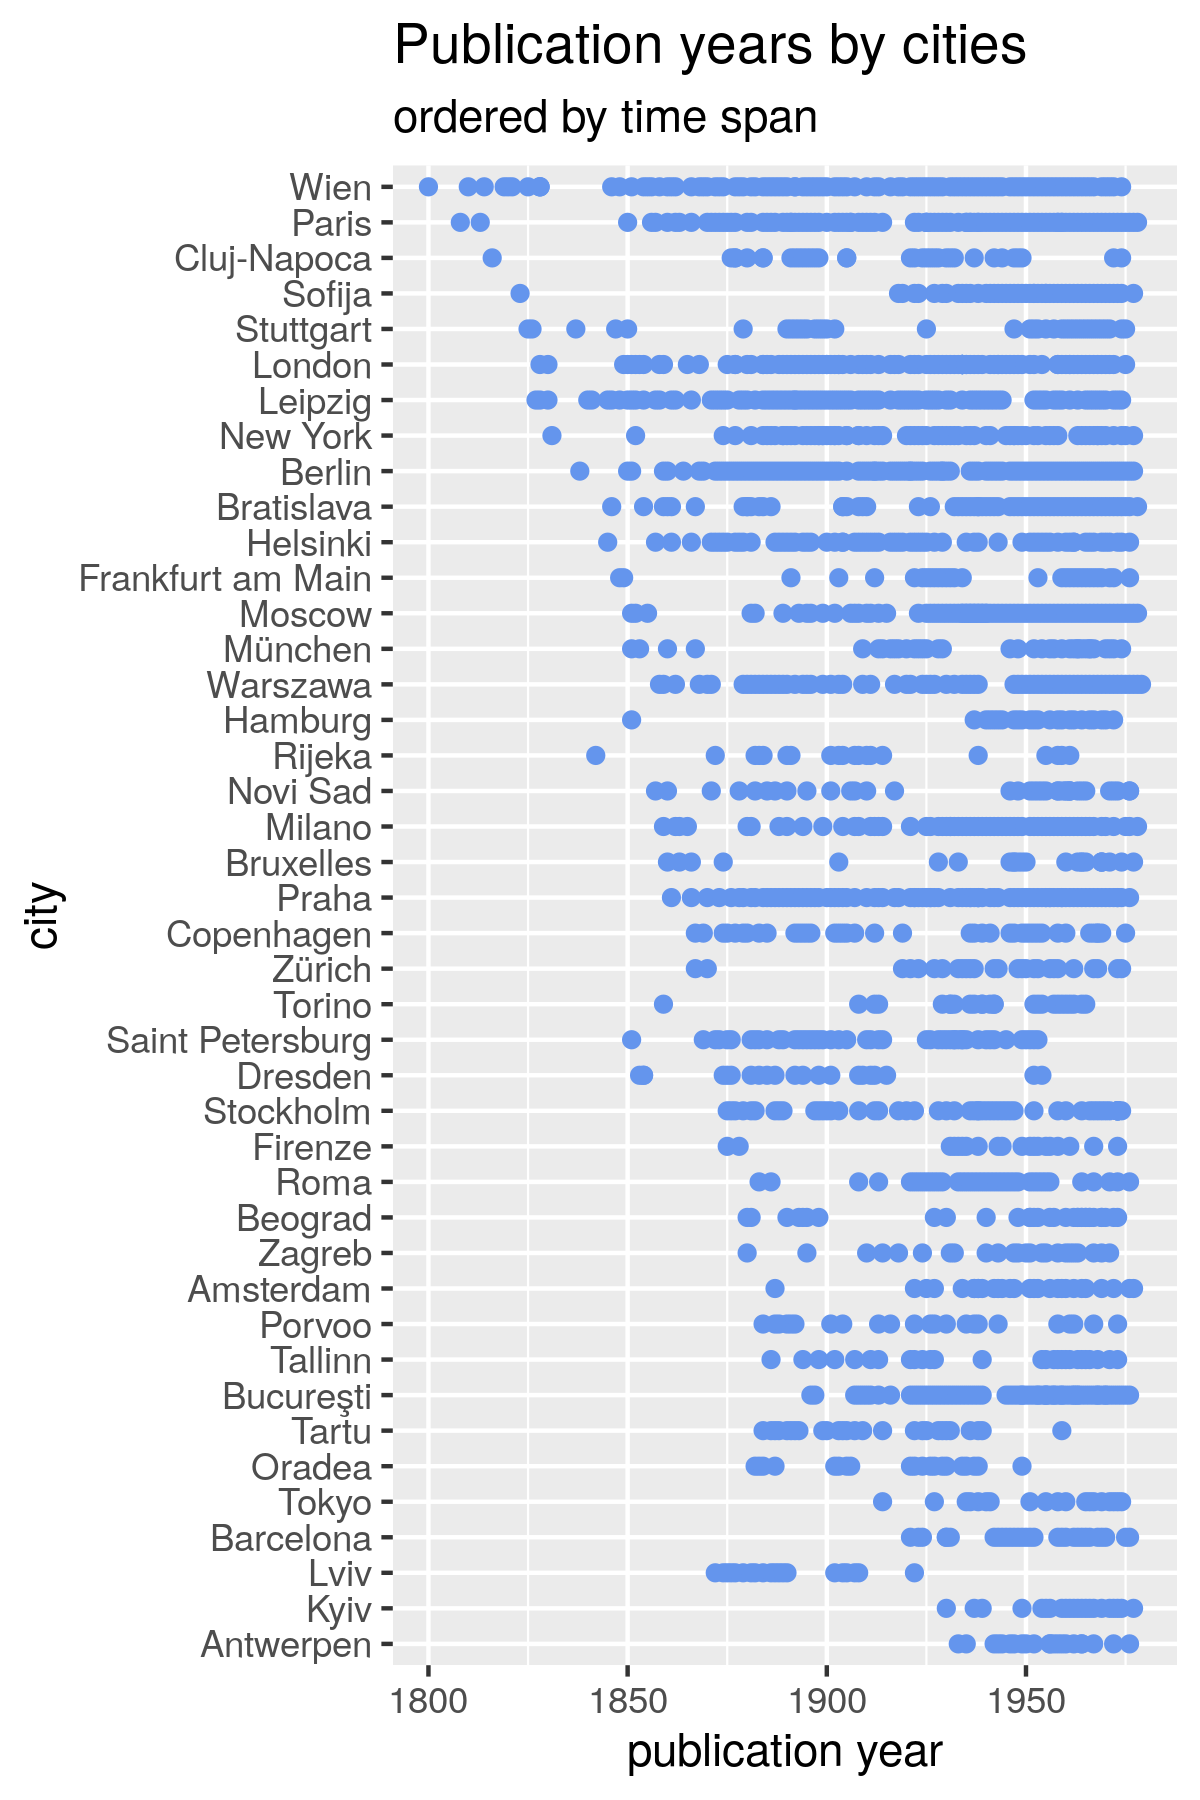 Publication years by cities
ordered by time span
Wien
Paris
Cluj-Napoca
Sofija
Stuttgart
London
Leipzig
New York
Berlin
Bratislava
Helsinki
Frankfurt am Main
Moscow
München
Warszawa
Hamburg
Rijeka
Novi Sad
Milano
Bruxelles
Praha
Copenhagen
Zürich
Torino
Saint Petersburg
Dresden
Stockholm
Firenze
Roma
Beograd
Zagreb
Amsterdam
Porvoo
Tallinn
Bucureşti
Tartu
Oradea
Tokyo
Barcelona
Lviv
Kyiv
Antwerpen
city
1800 1850 1900 1950
publication year